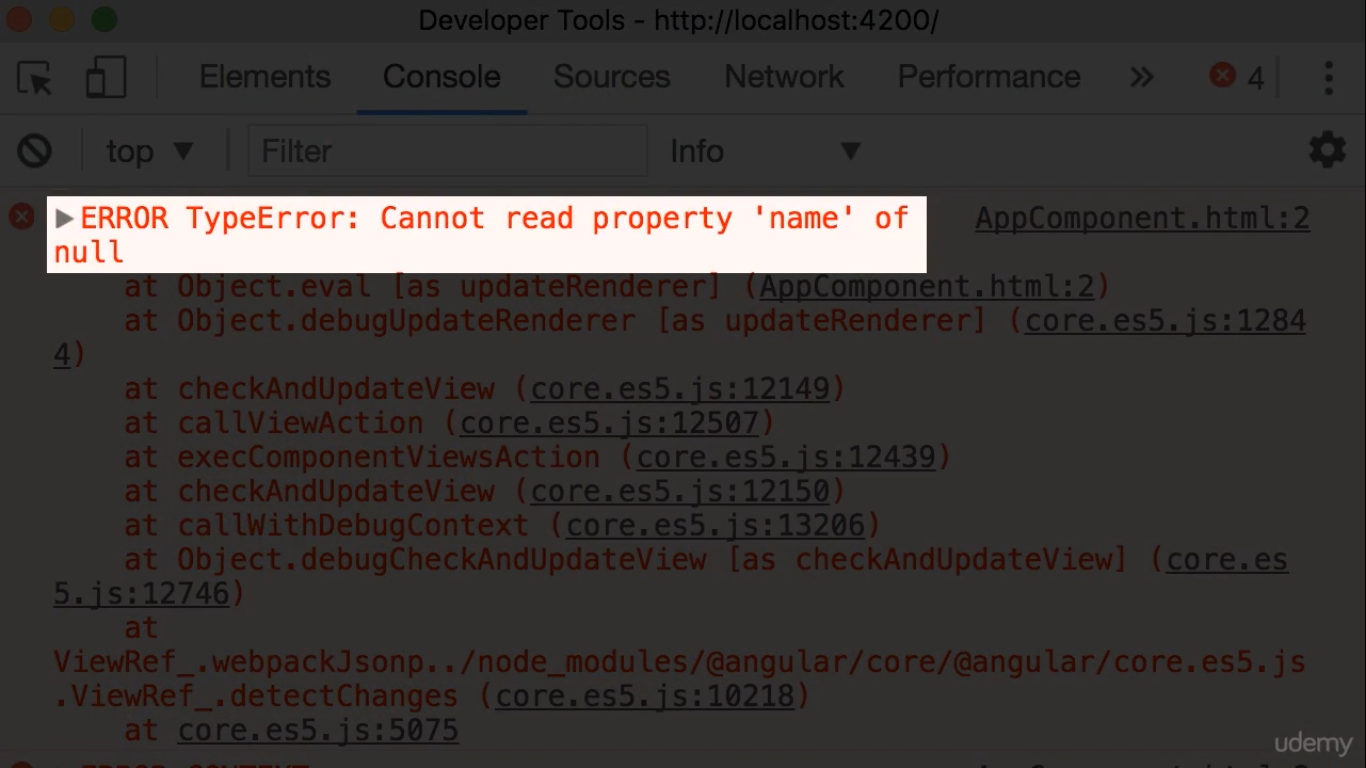 Developer Tools - http://localhost:4200/
Elements Console Sources Network Performance » 4
top Filter Info
ERROR TypeError: Cannot read property 'name' of AppComponent.html:2
null
at Object.eval [as updateRenderer] (AppComponent.html:2)
at Object.debugUpdateRenderer [as updateRenderer] (core.es5.js:1284
4)
at checkAndUpdateView (core.es5.js:12149)
at callViewAction (core.es5.js:12507)
at execComponentViewsAction (core.es5.js:12439)
at checkAndUpdateView (core.es5.js:12150)
at callWithDebugContext (core.es5.js:13206)
at Object.debugCheckAndUpdateView [as checkAndUpdateView] (core.es
5.js:12746)
at
ViewRef_.webpackJsonp../node_modules/@angular/core/@angular/core.es5.js
.ViewRef_.detectChanges (core.es5.js:10218)
at core.es5.js:5075
ERROR CONTEXT AppComponent.html:2
udemy